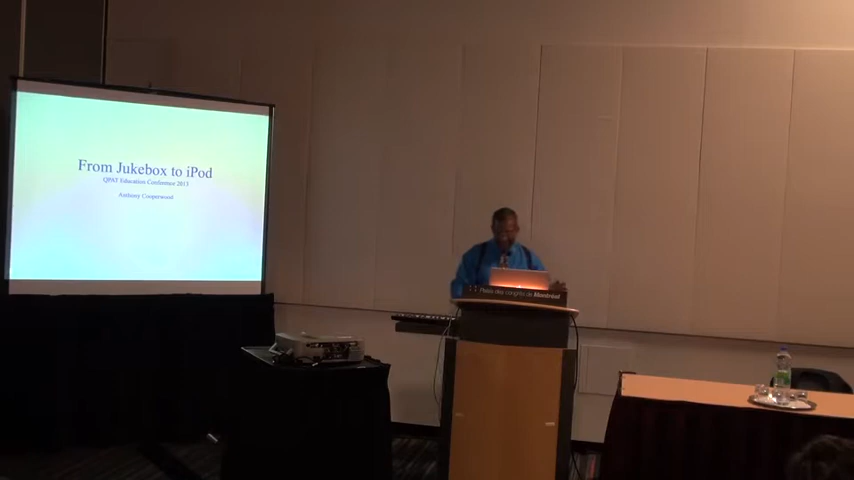 From Jukebox to iPod
QPAT Education Conference 2013
Anthony Cooperwood
Palais des congrès de Montréal